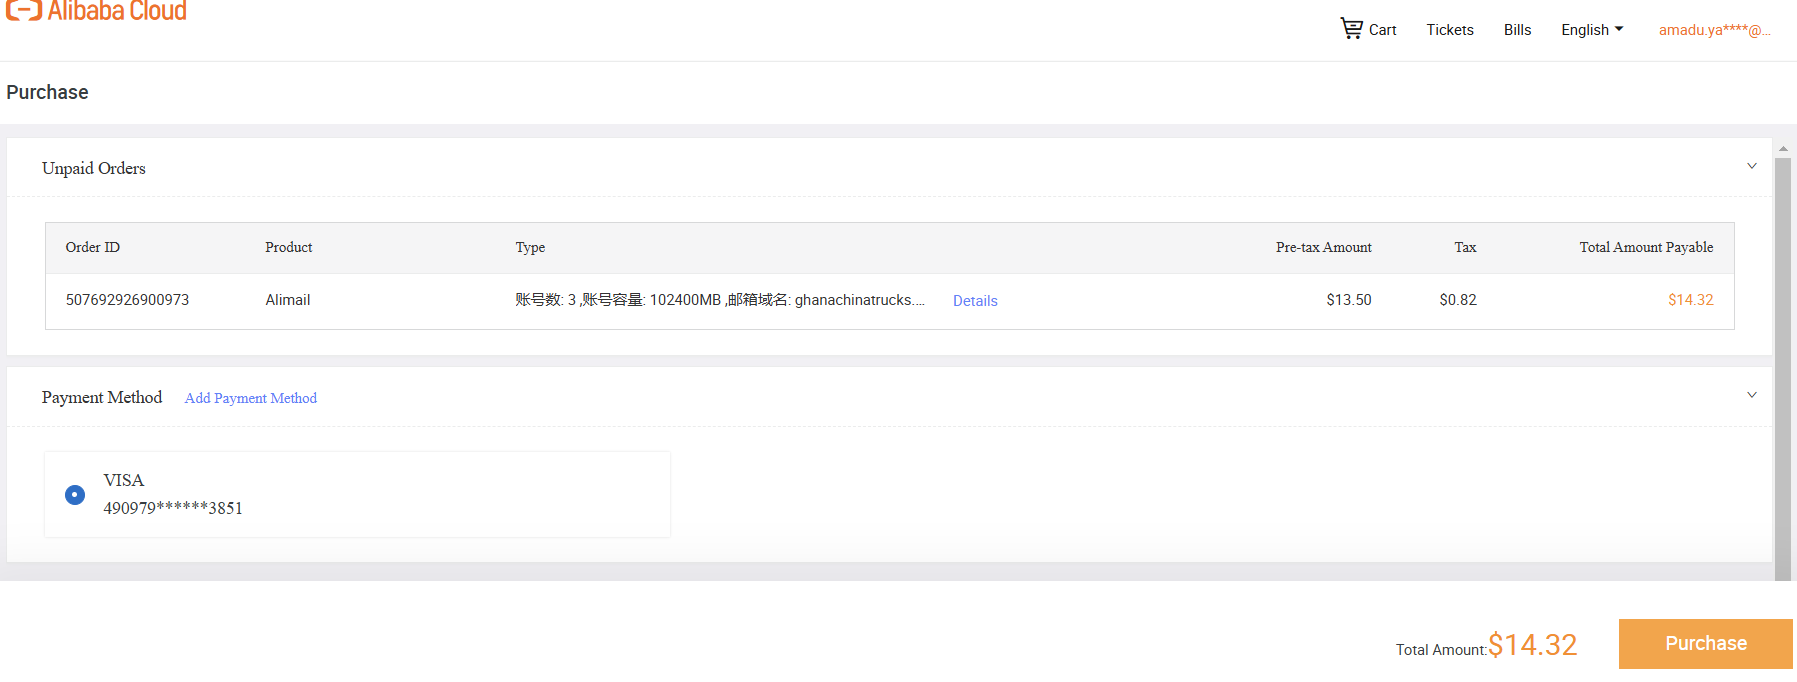 Alibaba Cloud
Cart Tickets Bills English amadu.ya****@...
Purchase
Unpaid Orders
Order ID Product Type Pre-tax Amount Tax Total Amount Payable
507692926900973 Alimail 账号数: 3 ,账号容量: 102400MB ,邮箱域名: ghanachinatrucks.... Details $13.50 $0.82 $14.32
Payment Method Add Payment Method
VISA
490979******3851
Total Amount:$14.32 Purchase